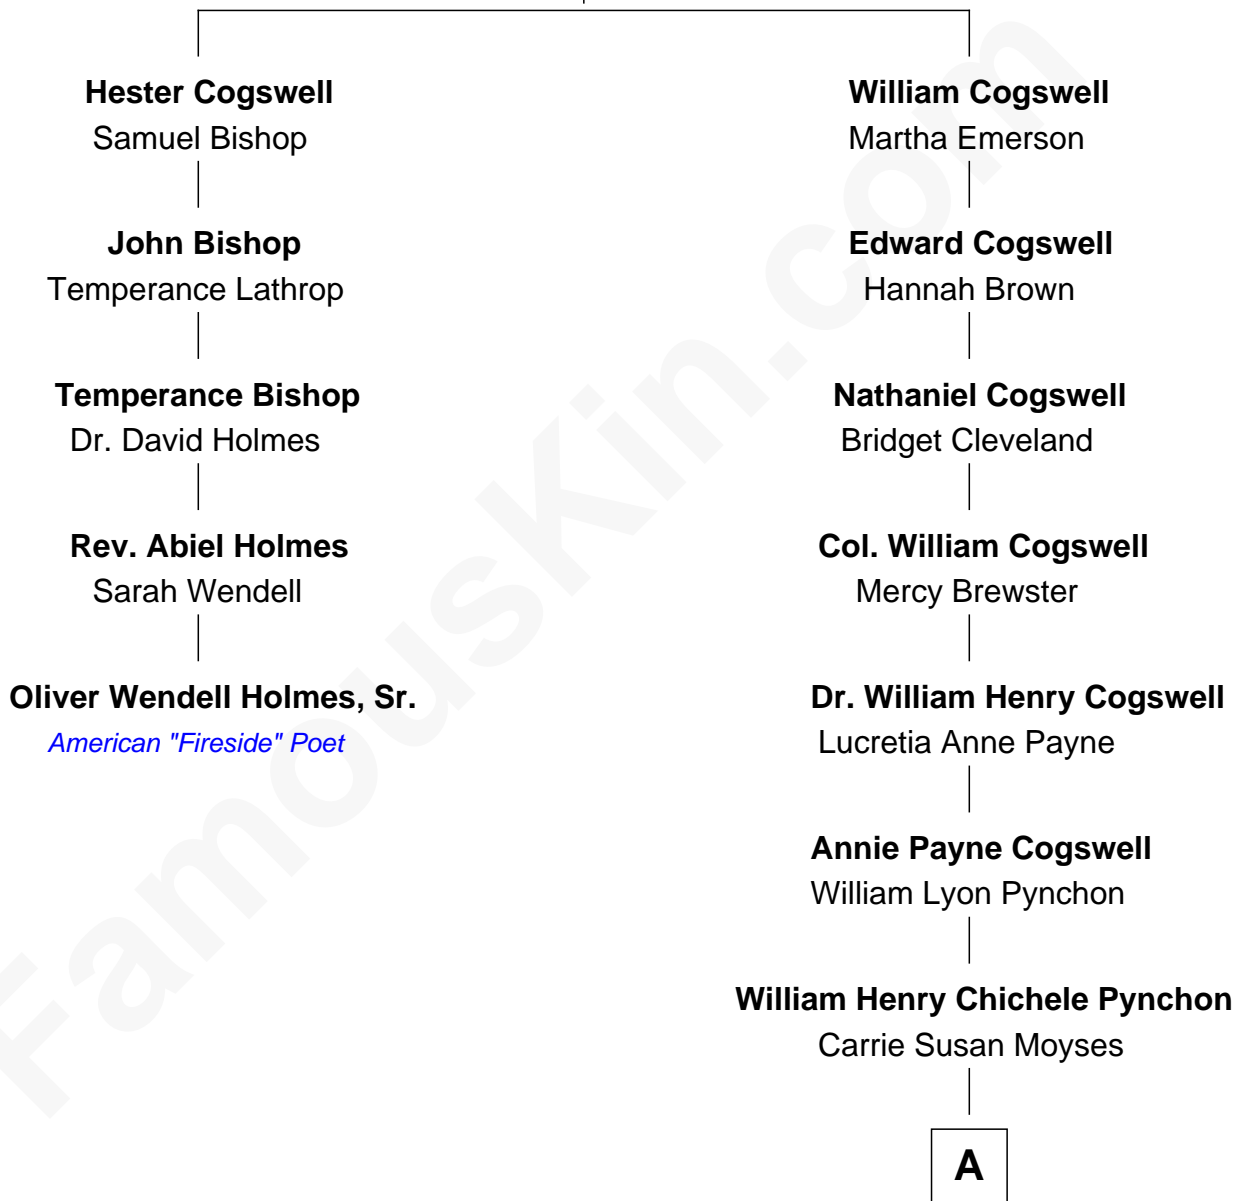 Hester Cogswell
Samuel Bishop
John Bishop
Temperance Lathrop
Temperance Bishop
Dr. David Holmes
Rev. Abiel Holmes
Sarah Wendell
Oliver Wendell Holmes, Sr.
American "Fireside" Poet
William Cogswell
Martha Emerson
Edward Cogswell
Hannah Brown
Nathaniel Cogswell
Bridget Cleveland
Col. William Cogswell
Mercy Brewster
Dr. William Henry Cogswell
Lucretia Anne Payne
Annie Payne Cogswell
William Lyon Pynchon
William Henry Chichele Pynchon
Carrie Susan Moyses
A
FamousKin.com